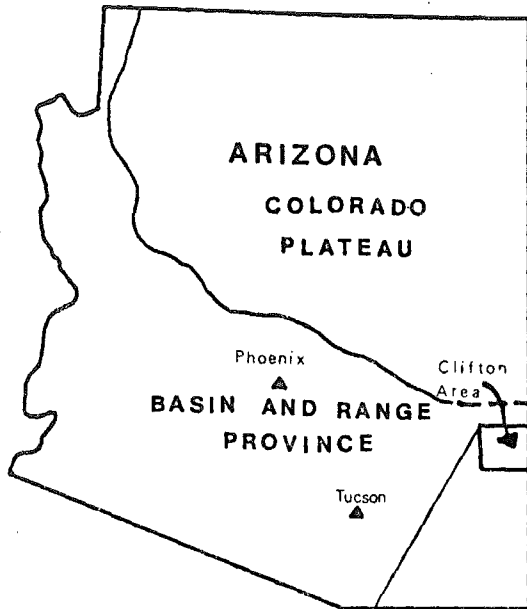 ARIZONA
COLORADO
PLATEAU
Phoenix
Clifton
Area
BASIN AND RANGE
PROVINCE
Tucson